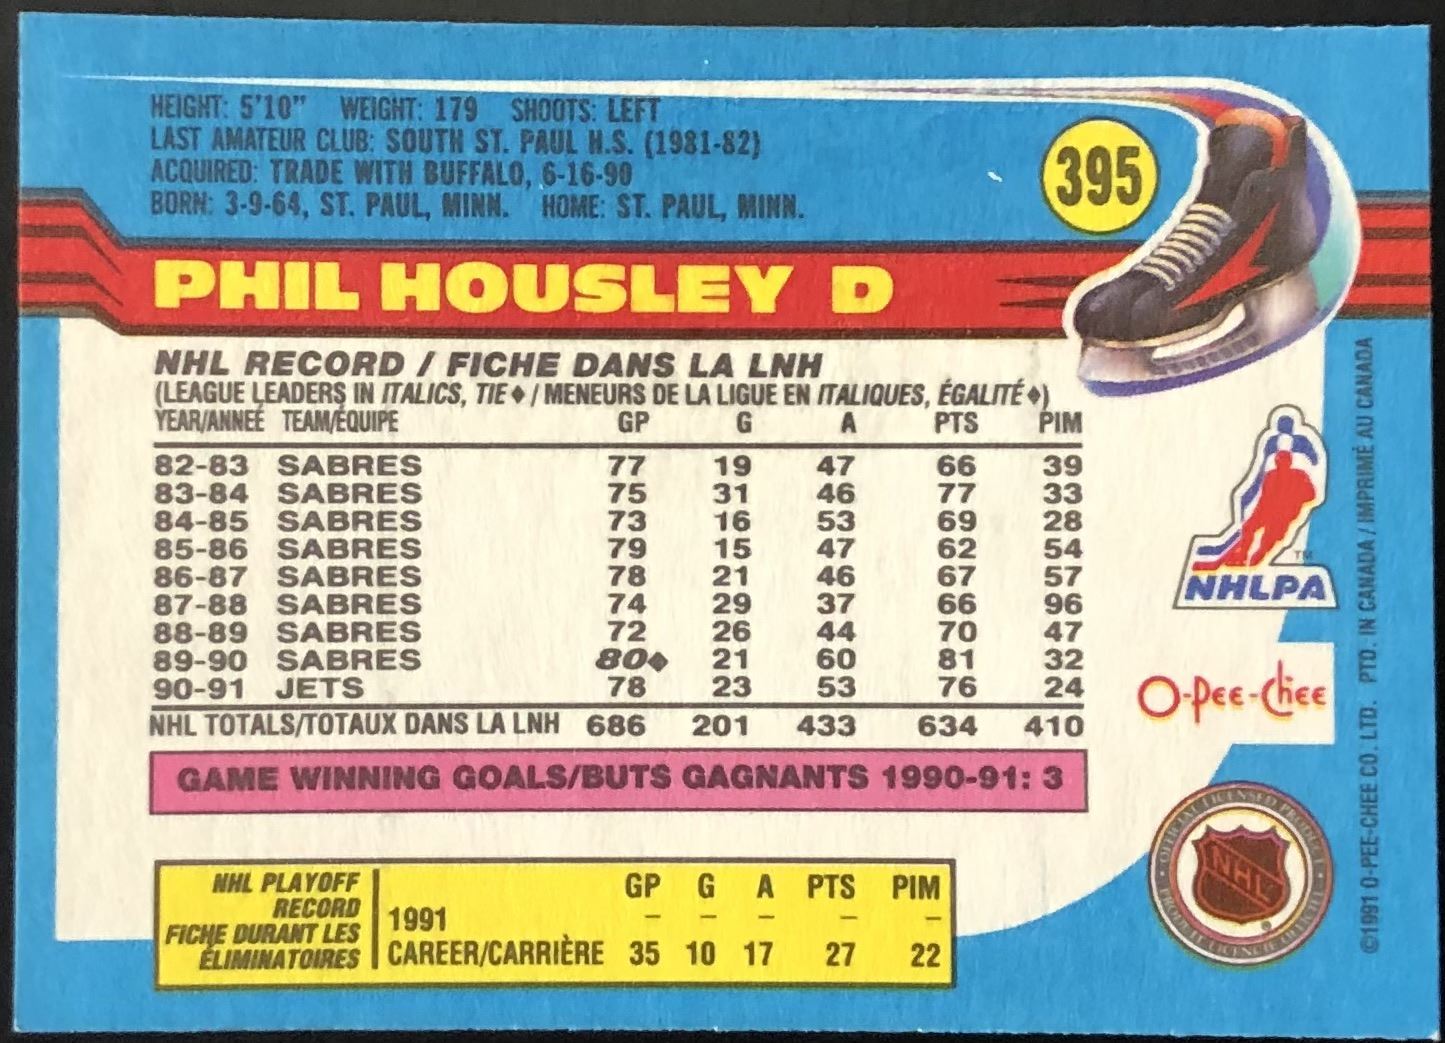 HEIGHT: 5'10" WEIGHT: 179 SHOOTS: LEFT
LAST AMATEUR CLUB: SOUTH ST. PAUL H.S. (1981-82)
ACQUIRED: TRADE WITH BUFFALO, 6-16-90
BORN: 3-9-64, ST. PAUL, MINN. HOME: ST. PAUL, MINN.
395
PHIL HOUSLEY D
NHL RECORD / FICHE DANS LA LNH
(LEAGUE LEADERS IN ITALICS, TIE ♦ / MENEURS DE LA LIGUE EN ITALIQUES, ÉGALITÉ ♦)
YEAR/ANNEÉ TEAM/ÉQUIPE GP G A PTS PIM
82-83 SABRES 77 19 47 66 39
83-84 SABRES 75 31 46 77 33
84-85 SABRES 73 16 53 69 28
85-86 SABRES 79 15 47 62 54
86-87 SABRES 78 21 46 67 57
87-88 SABRES 74 29 37 66 96
88-89 SABRES 72 26 44 70 47
89-90 SABRES 80♦ 21 60 81 32
90-91 JETS 78 23 53 76 24
NHL TOTALS/TOTAUX DANS LA LNH 686 201 433 634 410
GAME WINNING GOALS/BUTS GAGNANTS 1990-91: 3
NHL PLAYOFF
RECORD
FICHE DURANT LES
ÉLIMINATOIRES
GP G A PTS PIM
1991 – – – – –
CAREER/CARRIÈRE 35 10 17 27 22
TM
NHLPA
O-Pee-Chee
OFFICIAL LICENSED PRODUCT
NHL
®
PRODUIT LICENCIÉ OFFICIEL
©1991 O-PEE-CHEE CO. LTD. PTD. IN CANADA / IMPRIMÉ AU CANADA